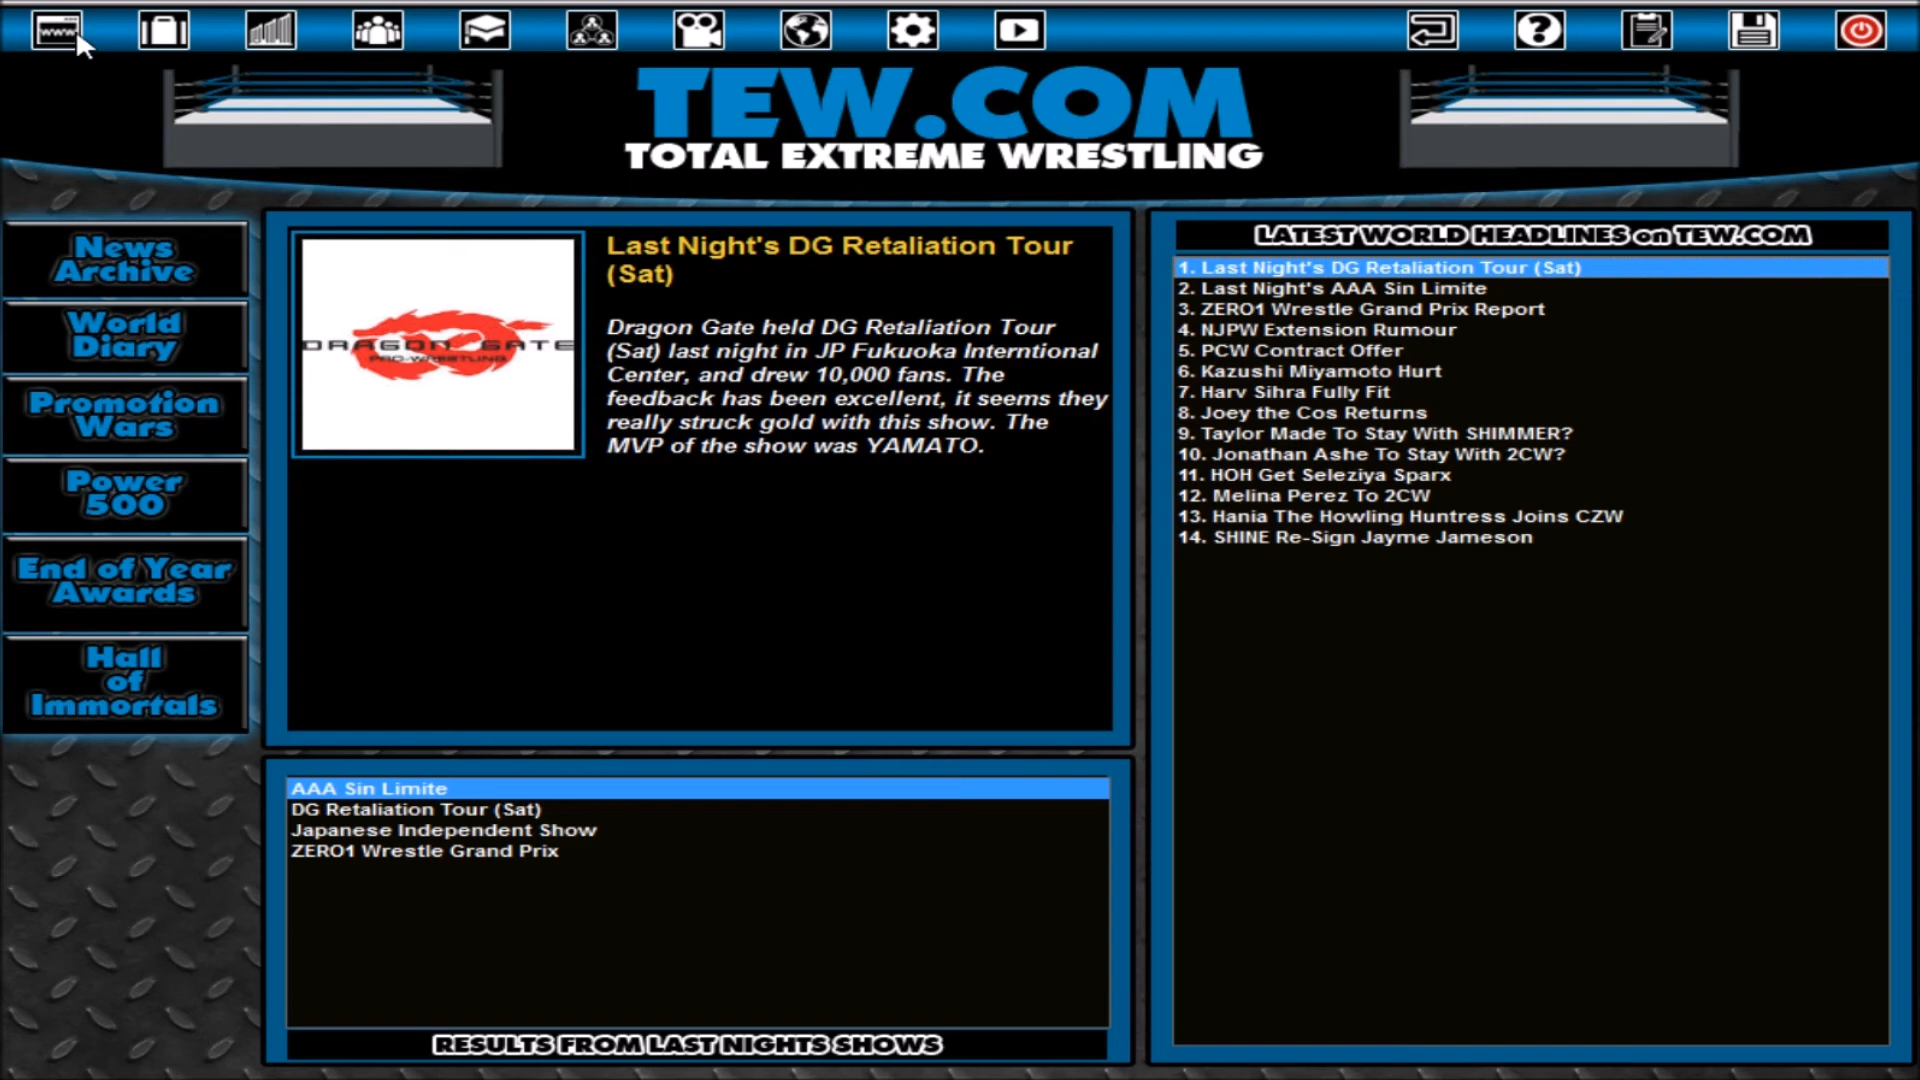 WWW
TEW.COM
TOTAL EXTREME WRESTLING
News
Archive
World
Diary
Promotion
Wars
Power
500
End of Year
Awards
Hall
of
Immortals
DRAGON GATE
PRO-WRESTLING
Last Night's DG Retaliation Tour
(Sat)
Dragon Gate held DG Retaliation Tour
(Sat) last night in JP Fukuoka Interntional
Center, and drew 10,000 fans. The
feedback has been excellent, it seems they
really struck gold with this show. The
MVP of the show was YAMATO.
AAA Sin Limite
DG Retaliation Tour (Sat)
Japanese Independent Show
ZERO1 Wrestle Grand Prix
RESULTS FROM LAST NIGHTS SHOWS
LATEST WORLD HEADLINES on TEW.COM
1. Last Night's DG Retaliation Tour (Sat)
2. Last Night's AAA Sin Limite
3. ZERO1 Wrestle Grand Prix Report
4. NJPW Extension Rumour
5. PCW Contract Offer
6. Kazushi Miyamoto Hurt
7. Harv Sihra Fully Fit
8. Joey the Cos Returns
9. Taylor Made To Stay With SHIMMER?
10. Jonathan Ashe To Stay With 2CW?
11. HOH Get Seleziya Sparx
12. Melina Perez To 2CW
13. Hania The Howling Huntress Joins CZW
14. SHINE Re-Sign Jayme Jameson